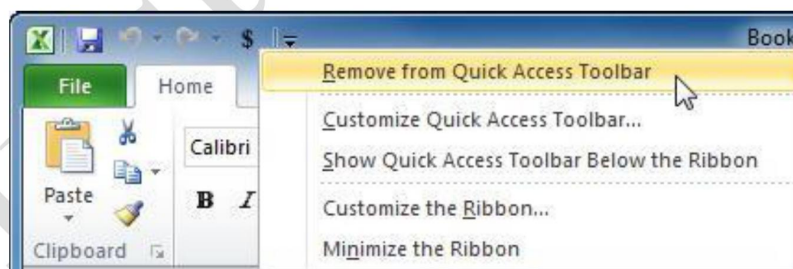 $ Book
Remove from Quick Access Toolbar
File Home
Customize Quick Access Toolbar...
Calibri
Show Quick Access Toolbar Below the Ribbon
Paste B I
Customize the Ribbon...
Clipboard Minimize the Ribbon